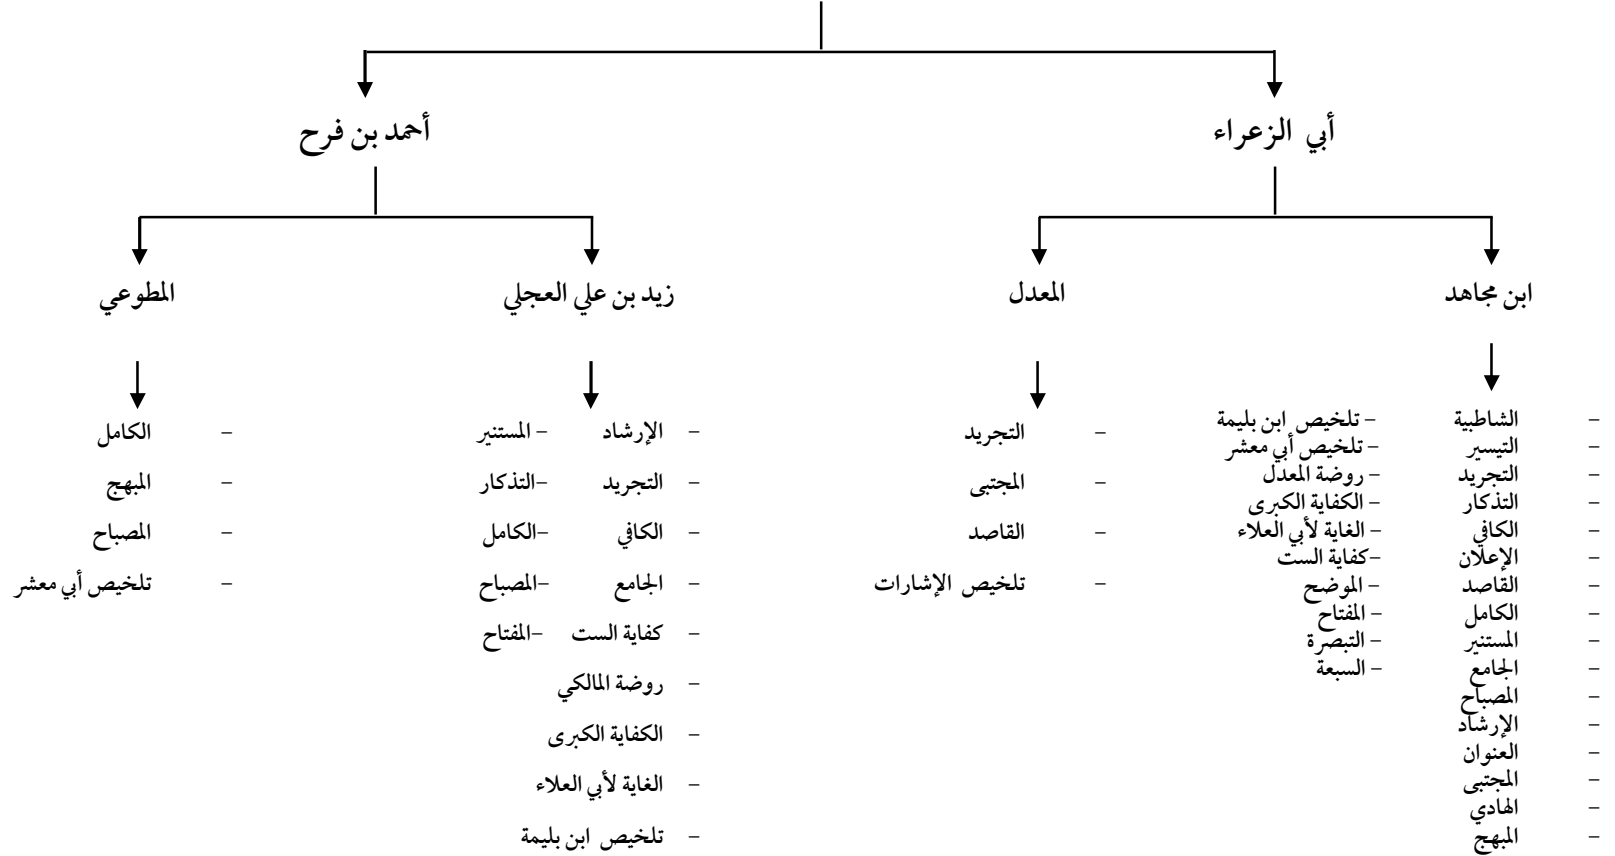 أبي الزعراء
أحمد بن فرح
ابن مجاهد
المعدل
زيد بن علي العجلي
المطوعي
- الشاطبية
- التيسير
- التجريد
- التذكار
- الكافي
- الإعلان
- القاصد
- الكامل
- المستنير
- الجامع
- المصباح
- الإرشاد
- العنوان
- المجتبى
- الهادي
- المبهج
- تلخيص ابن بليمة
- تلخيص أبي معشر
- روضة المعدل
- الكفاية الكبرى
- الغاية لأبي العلاء
-كفاية الست
- الموضح
- المفتاح
- التبصرة
- السبعة
- التجريد
- المجتبى
- القاصد
- تلخيص الإشارات
- الإرشاد - المستنير
- التجريد -التذكار
- الكافي -الكامل
- الجامع -المصباح
- كفاية الست -المفتاح
- روضة المالكي
- الكفاية الكبرى
- الغاية لأبي العلاء
- تلخيص ابن بليمة
- الكامل
- المبهج
- المصباح
- تلخيص أبي معشر